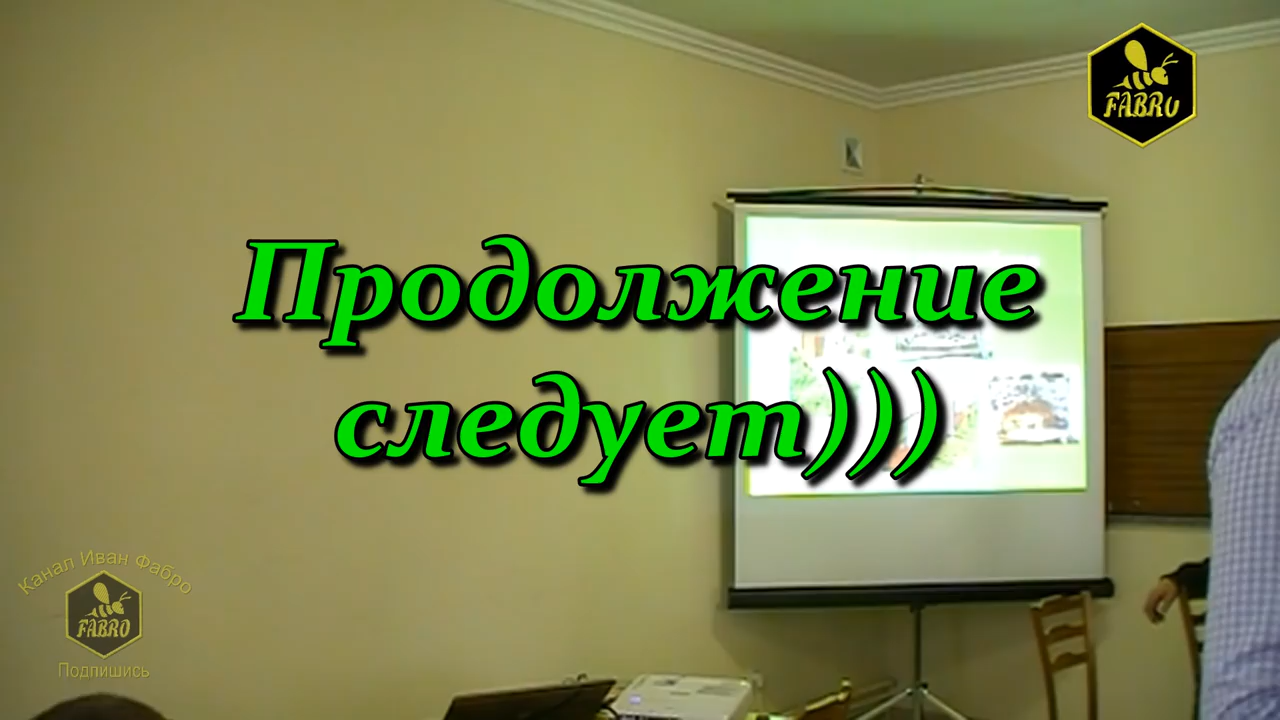 FABRO
Продолжение
следует)))
Канал Иван Фабро
FABRO
Подпишись